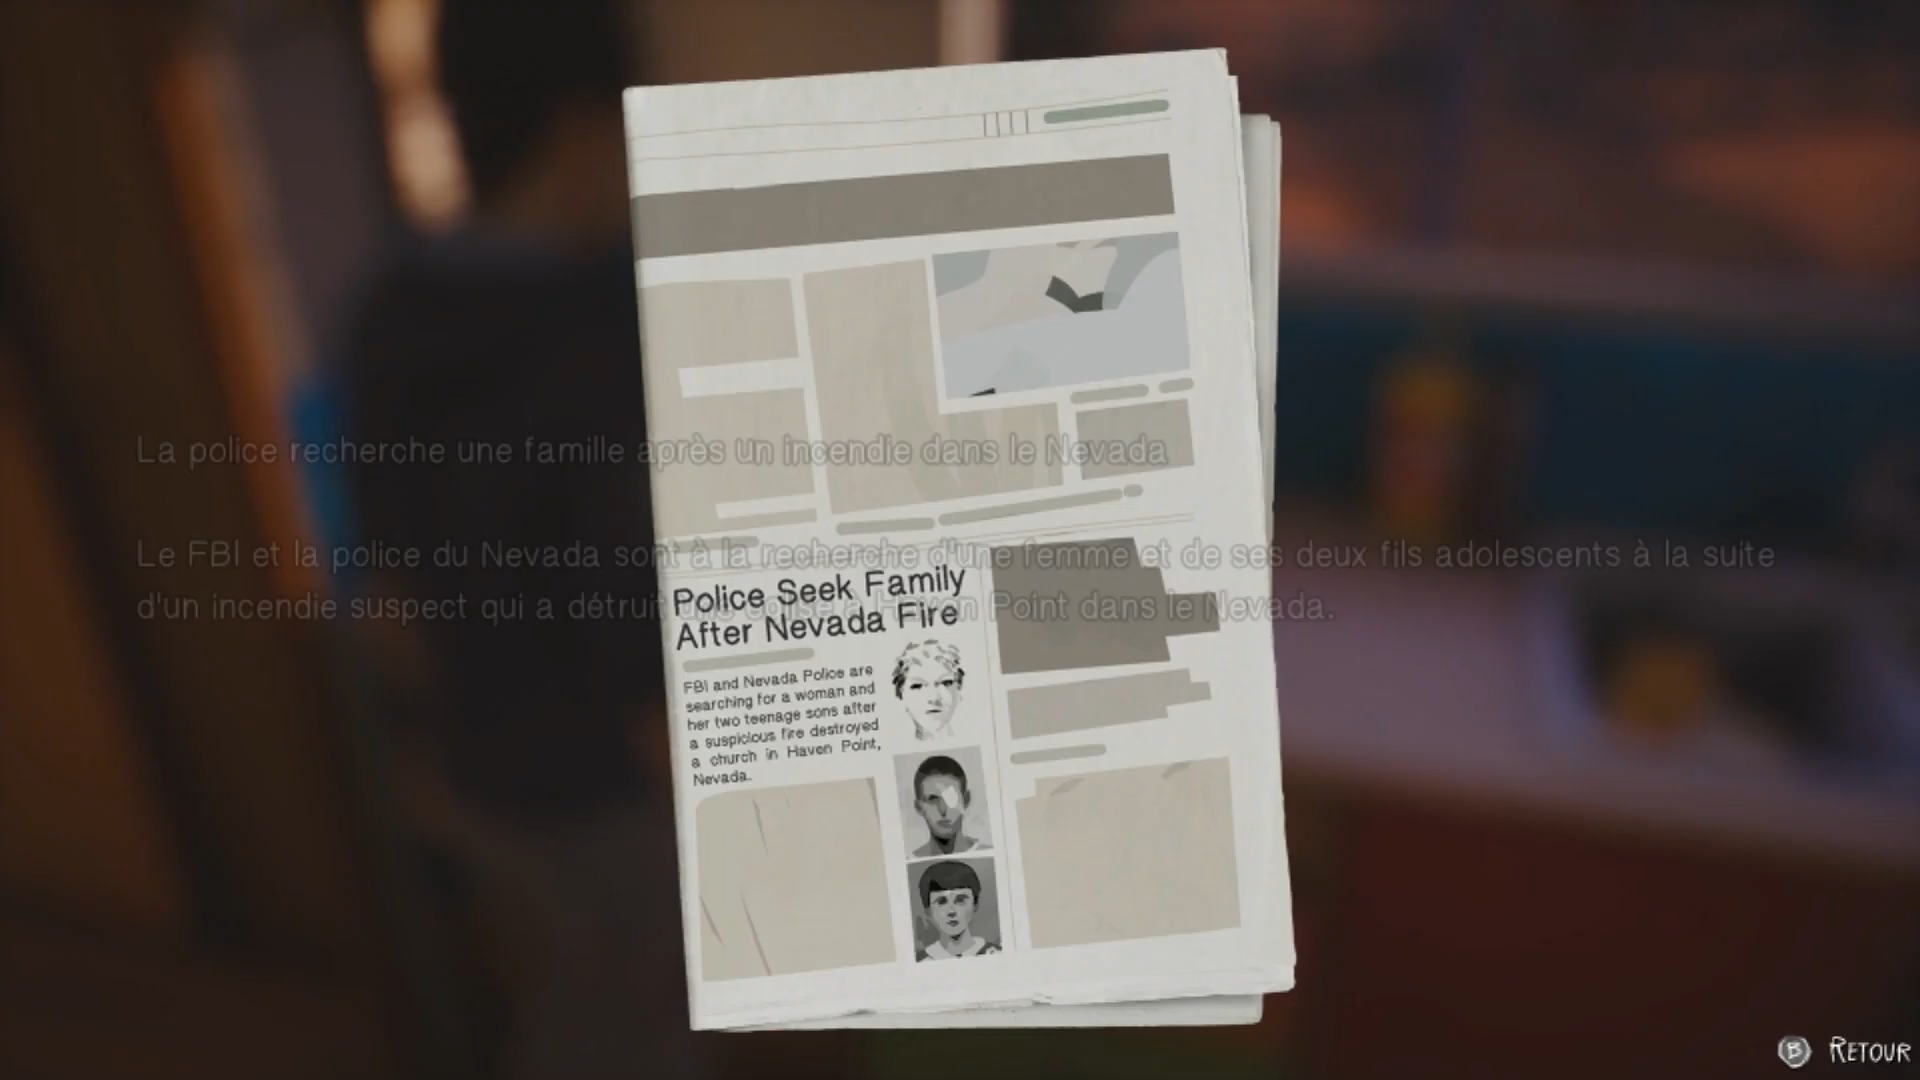 La police recherche une famille après un incendie dans le Nevada
Le FBI et la police du Nevada sont à la recherche d'une femme et de ses deux fils adolescents à la suite
d'un incendie suspect qui a détruit une église à Haven Point dans le Nevada.
Police Seek Family
After Nevada Fire
FBI and Nevada Police are
searching for a woman and
her two teenage sons after
a suspicious fire destroyed
a church in Haven Point,
Nevada.
B RETOUR